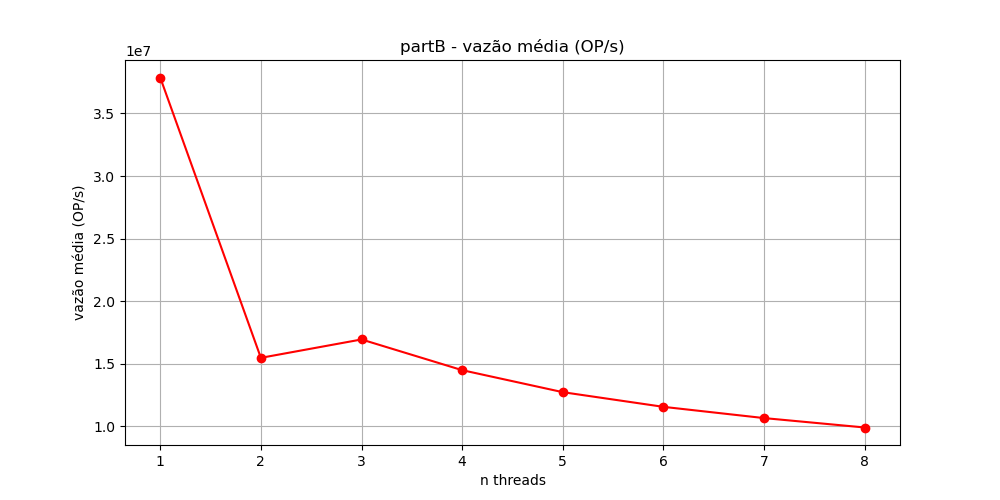 partB - vazão média (OP/s)
1e7
3.5
3.0
2.5
2.0
1.5
1.0
vazão média (OP/s)
1 2 3 4 5 6 7 8
n threads